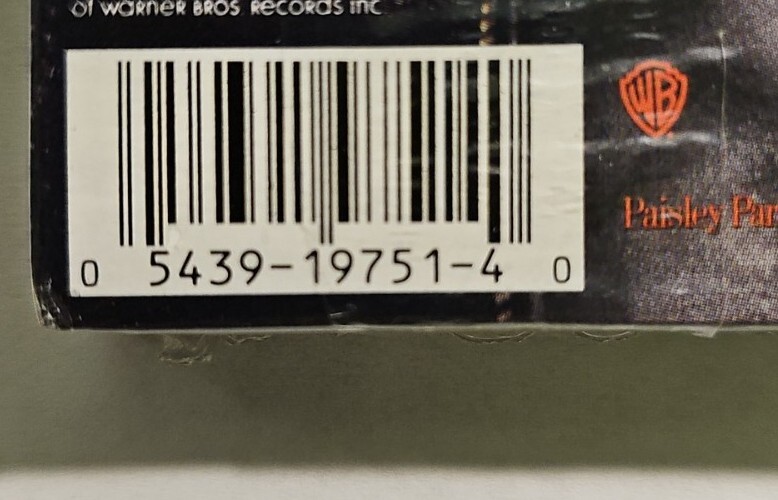 of WARNER BROS. RECORDS INC
0 5439-19751-4 0
WB
Paisley Par